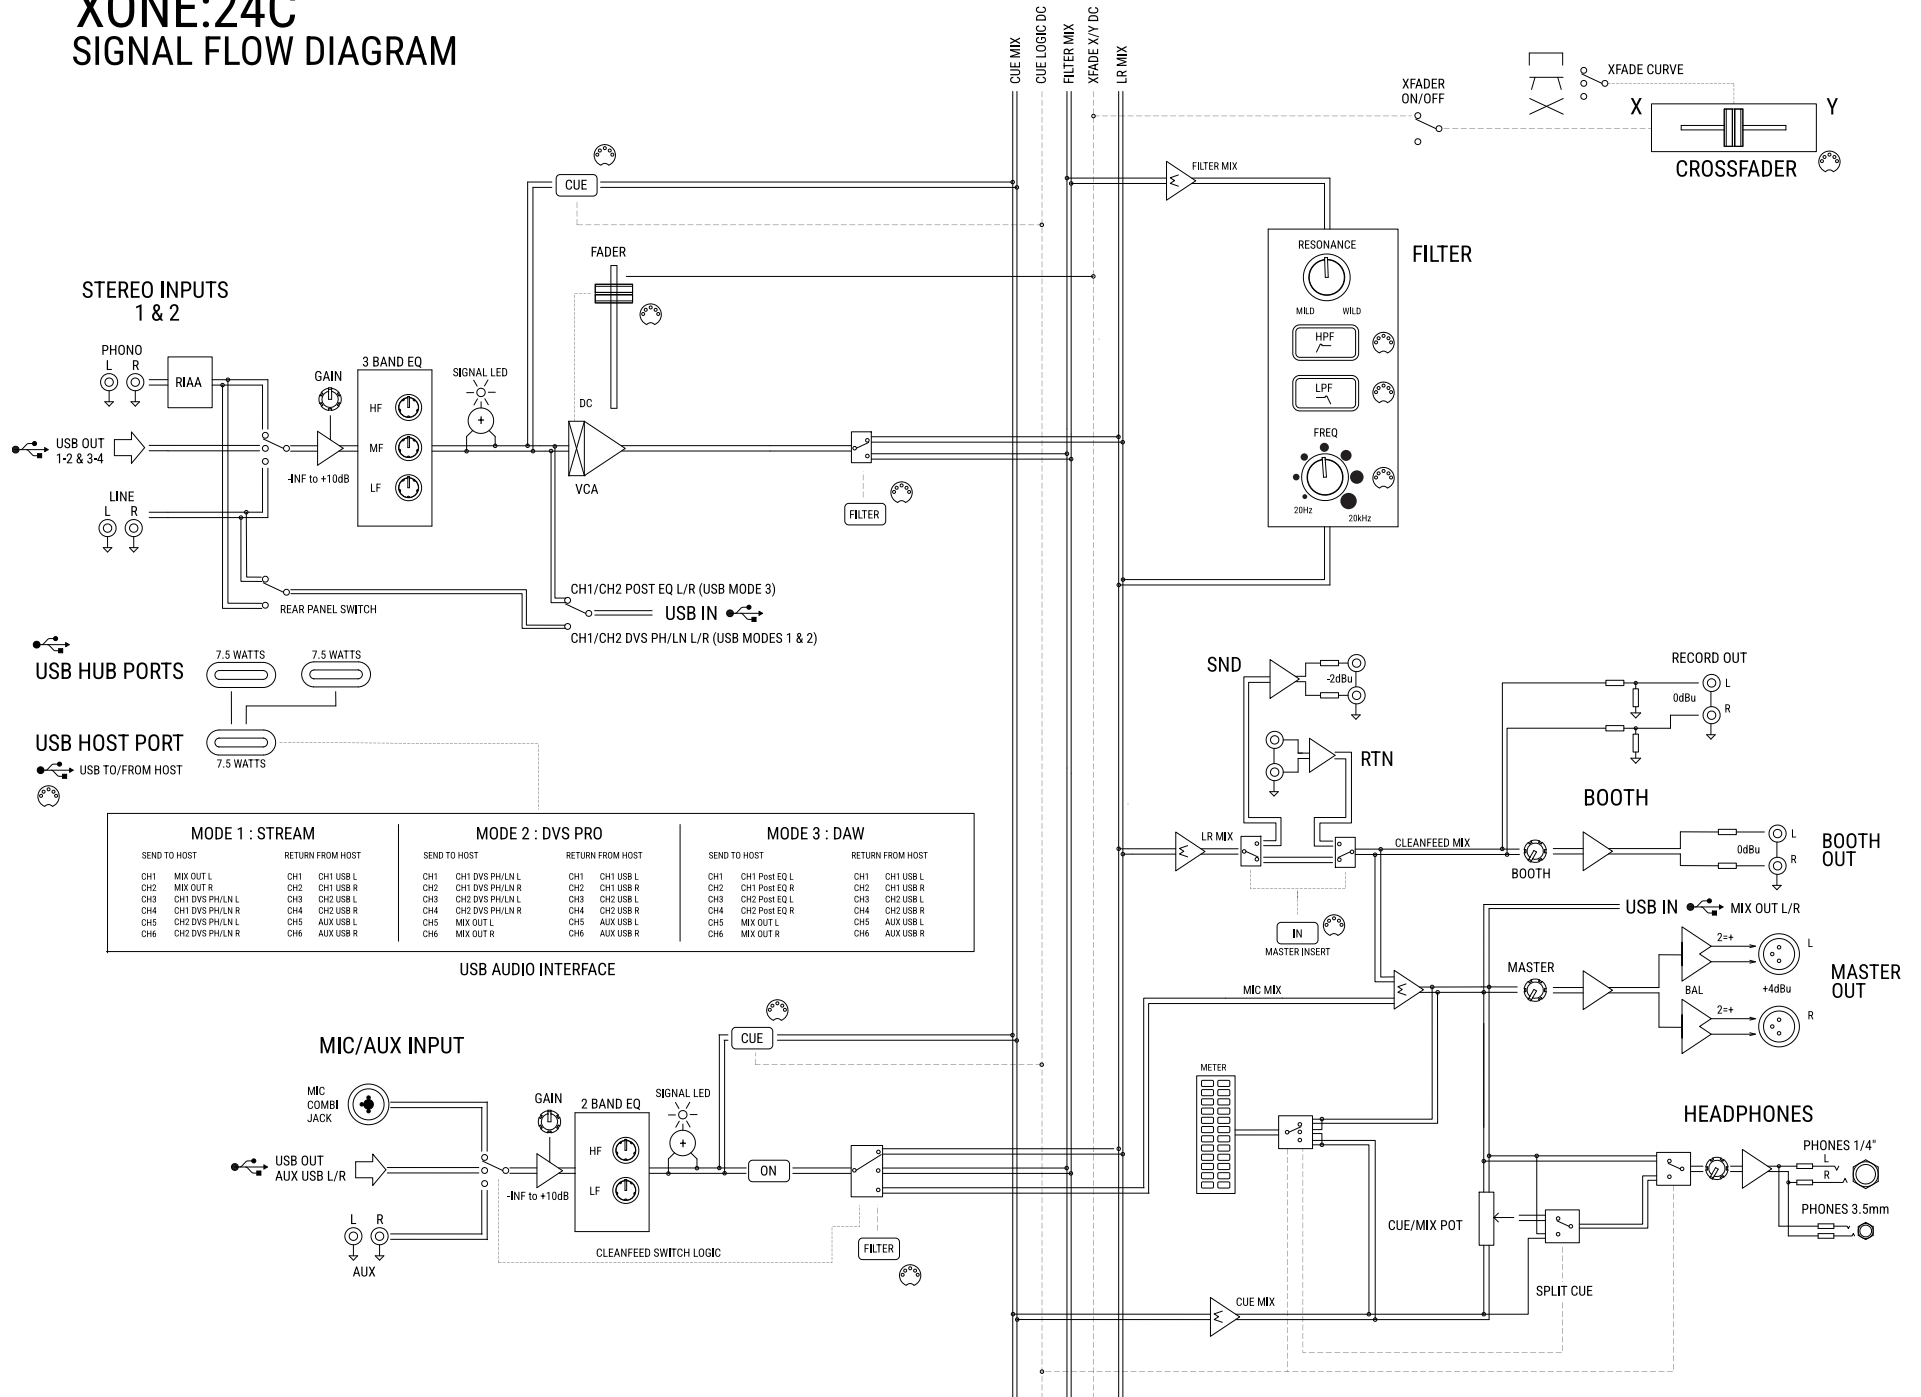 XONE:24C
SIGNAL FLOW DIAGRAM
CUE MIX
CUE LOGIC DC
FILTER MIX
XFADE X/Y DC
LR MIX
XFADER
ON/OFF
XFADE CURVE
X
Y
CROSSFADER
CUE
FADER
FILTER MIX
RESONANCE
MILD
WILD
FILTER
HPF
LPF
FREQ
20Hz
20kHz
STEREO INPUTS
1 & 2
PHONO
L
R
RIAA
GAIN
3 BAND EQ
HF
MF
LF
SIGNAL LED
+
DC
VCA
USB OUT
1-2 & 3-4
-INF to +10dB
LINE
L
R
FILTER
REAR PANEL SWITCH
CH1/CH2 POST EQ L/R (USB MODE 3)
USB IN
CH1/CH2 DVS PH/LN L/R (USB MODES 1 & 2)
USB HUB PORTS
7.5 WATTS
7.5 WATTS
USB HOST PORT
7.5 WATTS
USB TO/FROM HOST
MODE 1 : STREAM
SEND TO HOST
RETURN FROM HOST
CH1 MIX OUT L
CH1 CH1 USB L
CH2 MIX OUT R
CH2 CH1 USB R
CH3 CH1 DVS PH/LN L
CH3 CH2 USB L
CH4 CH1 DVS PH/LN R
CH4 CH2 USB R
CH5 CH2 DVS PH/LN L
CH5 AUX USB L
CH6 CH2 DVS PH/LN R
CH6 AUX USB R
MODE 2 : DVS PRO
SEND TO HOST
RETURN FROM HOST
CH1 CH1 DVS PH/LN L
CH1 CH1 USB L
CH2 CH1 DVS PH/LN R
CH2 CH1 USB R
CH3 CH2 DVS PH/LN L
CH3 CH2 USB L
CH4 CH2 DVS PH/LN R
CH4 CH2 USB R
CH5 MIX OUT L
CH5 AUX USB L
CH6 MIX OUT R
CH6 AUX USB R
MODE 3 : DAW
SEND TO HOST
RETURN FROM HOST
CH1 CH1 Post EQ L
CH1 CH1 USB L
CH2 CH1 Post EQ R
CH2 CH1 USB R
CH3 CH2 Post EQ L
CH3 CH2 USB L
CH4 CH2 Post EQ R
CH4 CH2 USB R
CH5 MIX OUT L
CH5 AUX USB L
CH6 MIX OUT R
CH6 AUX USB R
USB AUDIO INTERFACE
SND
-2dBu
RTN
LR MIX
IN
MASTER INSERT
CLEANFEED MIX
RECORD OUT
L
0dBu
R
BOOTH
BOOTH
L
0dBu
R
BOOTH
OUT
USB IN
MIX OUT L/R
MASTER
BAL
2=+
L
+4dBu
2=+
R
MASTER
OUT
MIC MIX
METER
MIC/AUX INPUT
MIC
COMBI
JACK
USB OUT
AUX USB L/R
L
R
AUX
GAIN
-INF to +10dB
2 BAND EQ
HF
LF
SIGNAL LED
+
CUE
ON
FILTER
CLEANFEED SWITCH LOGIC
CUE MIX
CUE/MIX POT
SPLIT CUE
HEADPHONES
PHONES 1/4"
L
R
PHONES 3.5mm